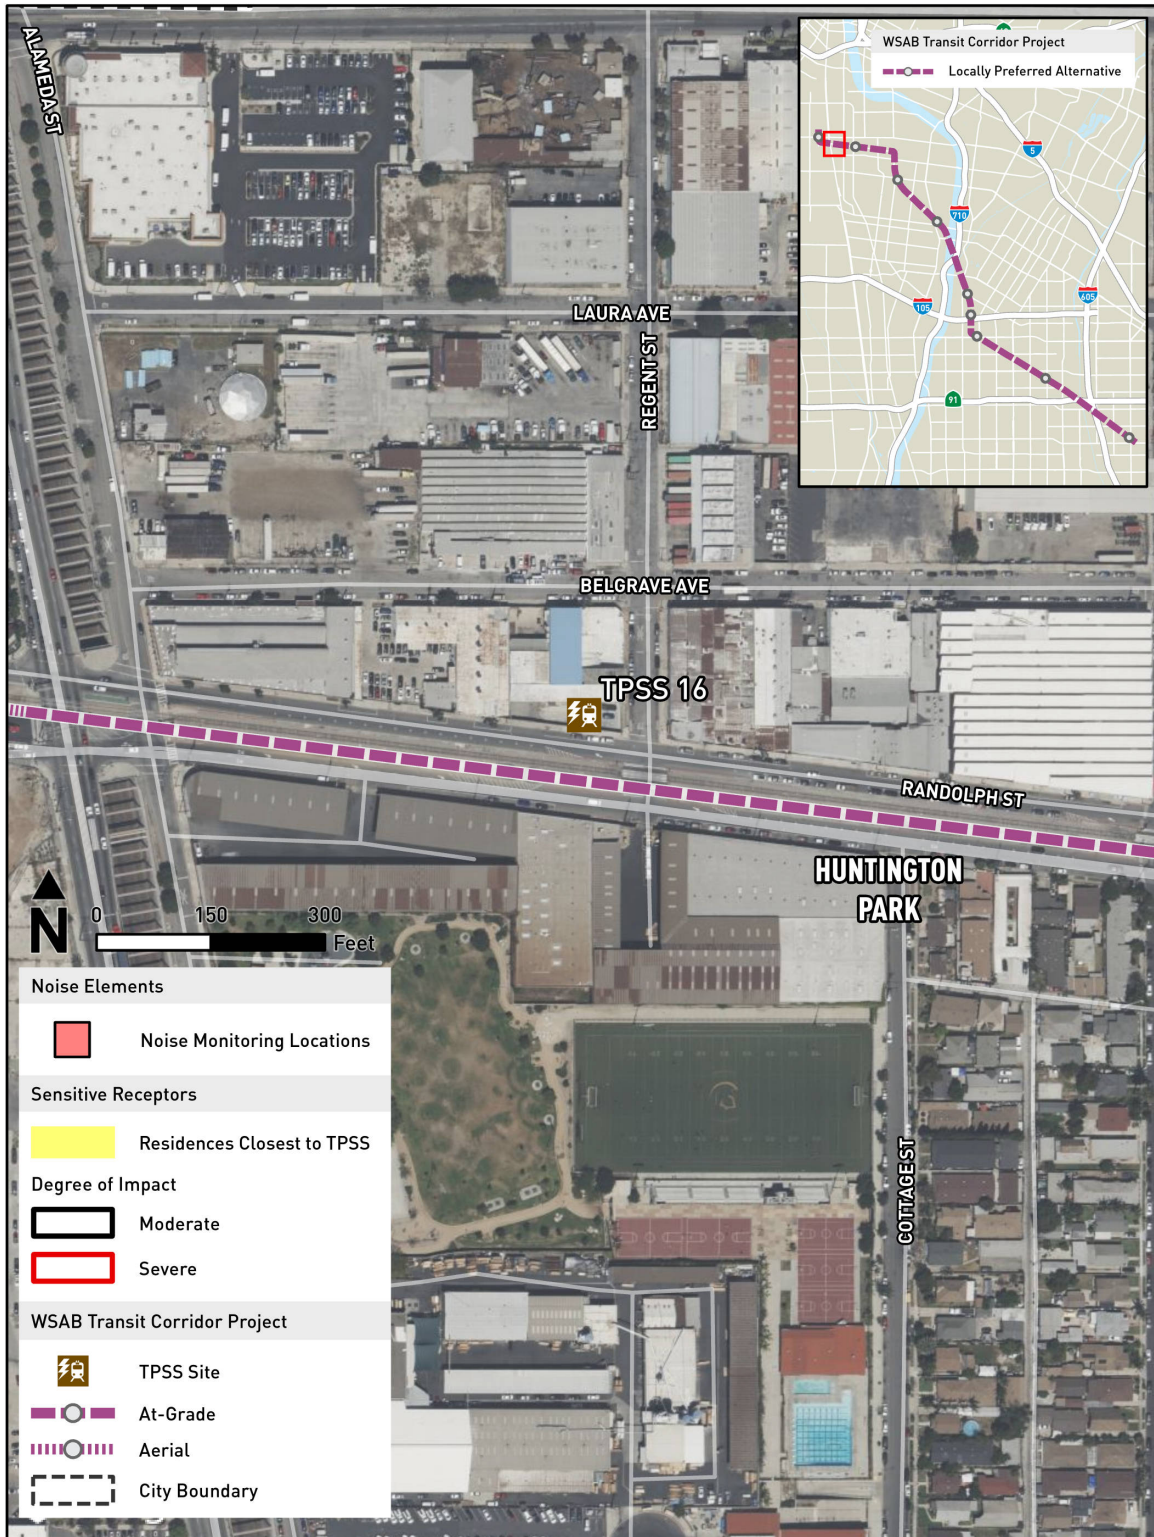 ALAMEDA ST
WSAB Transit Corridor Project
Locally Preferred Alternative
5
710
105
605
91
LAURA AVE
REGENT ST
BELGRAVE AVE
TPSS 16
RANDOLPH ST
HUNTINGTON
PARK
N
0 150 300
Feet
COTTAGE ST
Noise Elements
Noise Monitoring Locations
Sensitive Receptors
Residences Closest to TPSS
Degree of Impact
Moderate
Severe
WSAB Transit Corridor Project
TPSS Site
At-Grade
Aerial
City Boundary